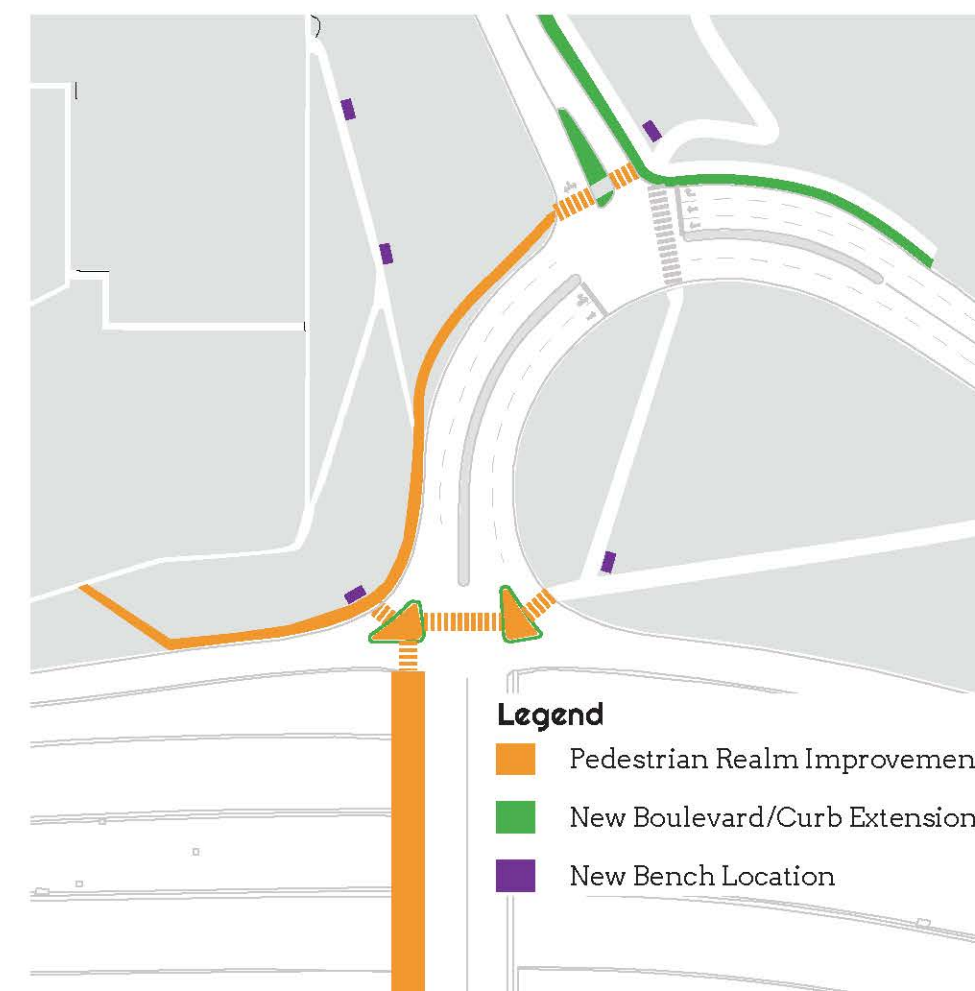 Legend
Pedestrian Realm Improvemen
New Boulevard/Curb Extension
New Bench Location